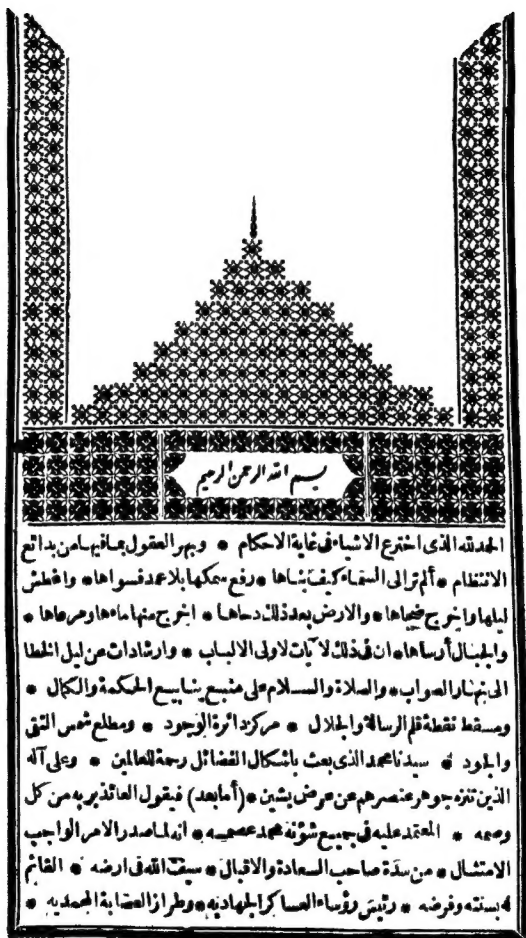 بسم الله الرحمن الرحيم
الحمد لله الذى اخترع الاشياء فى غاية الاحكام * وبهر العقول بما فيها من بدائع
الانتظام * ألم تر الى السماء كيف بناها * رفع سمكها بلا عمد فسواها * واغطش
ليلها واخرج ضحاها * والارض بعد ذلك دحاها * اخرج منها ماءها ومرعاها *
والجبال أرساها * ان فى ذلك لآيات لاولى الالباب * وارشادات عن ليل الخطا
الى نهار الصواب * والصلاة والسلام على منبع ينابيع الحكمة والكمال *
ومسقط نقطة قلم الرسالة والجلال * مركز دائرة الوجود * ومطلع شمس التقى
والجود * سيدنا محمد الذى بعث باشكال الفضائل رحمة للعالمين * وعلى آله
الذين تنزه جوهر عنصرهم عن عرض يشين * (أما بعد) فيقول العائذ بربه من كل
وصمه * المعتمد عليه فى جميع شؤنه محمد عصمه * انه لما صدر الامر الواجب
الامتثال * من سدة صاحب السعادة والاقبال * سيف الله فى ارضه * القائم
بسنته وفرضه * رئيس رؤساء العساكر الجهاديه * وطراز العصابة المحمديه *